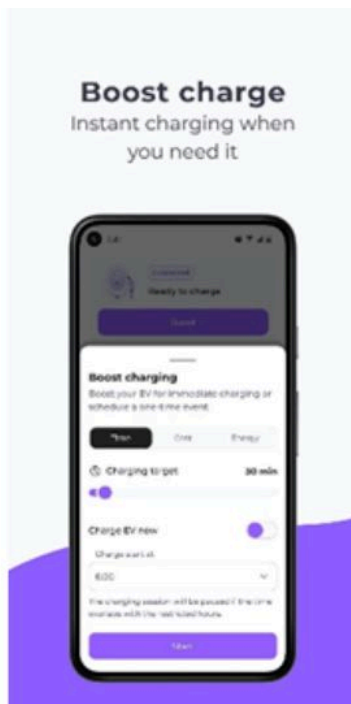 Boost charge
Instant charging when
you need it
Ready to charge
Boost charging
Boost your EV for immediate charging or
schedule a one-time event
Time Cost Energy
Charging target 30 min
Charge EV now
Charge start at
6:00
The charging session will be paused if the time
overlaps with the restricted hours.
Start